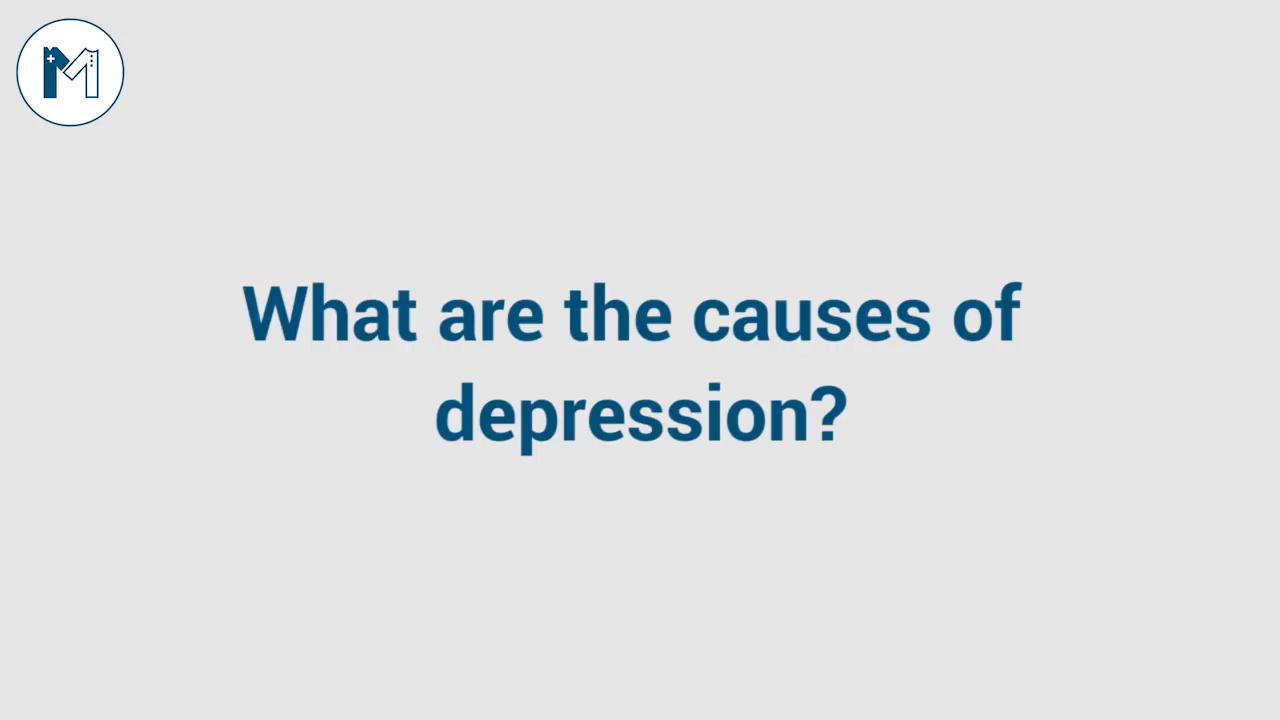 What are the causes of
depression?